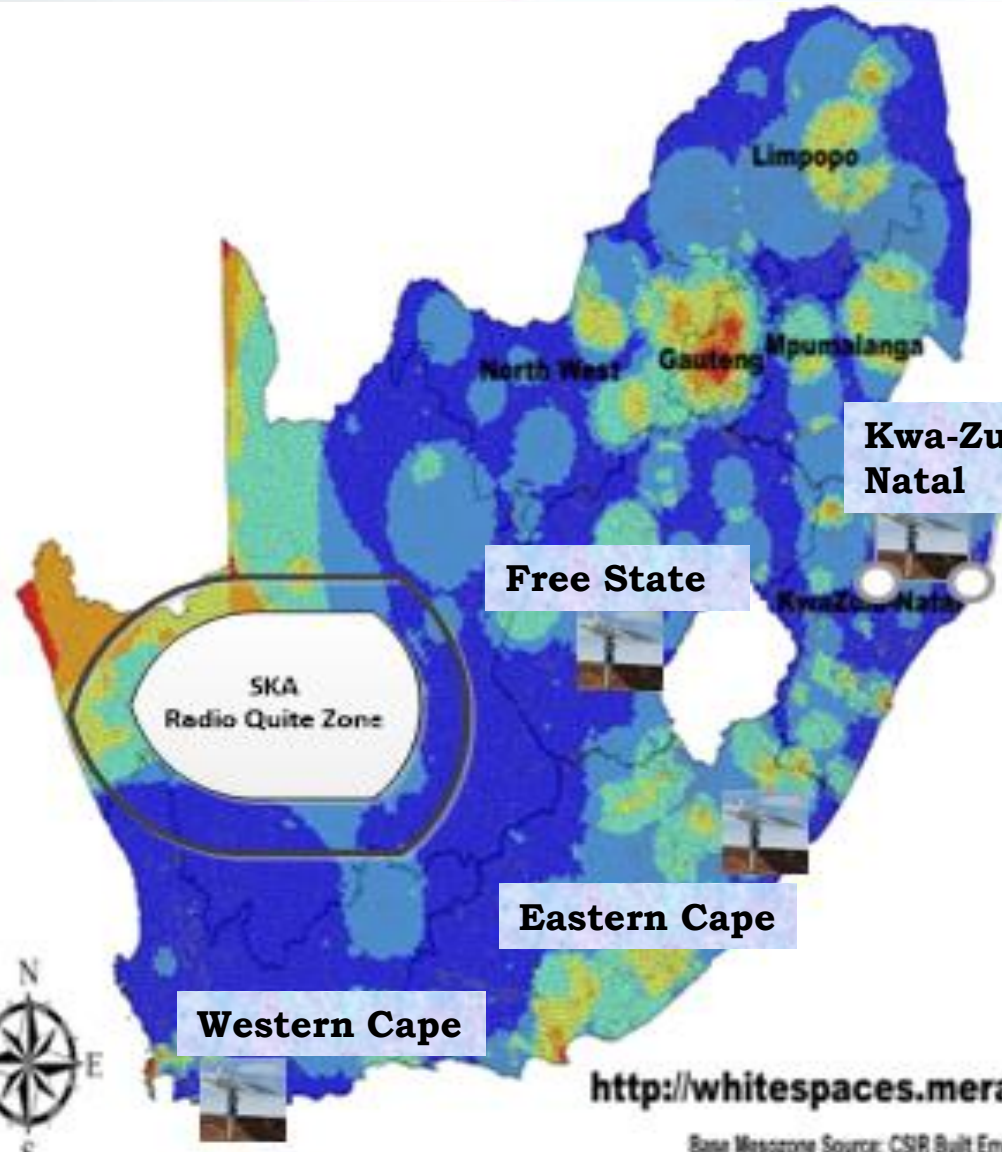 Limpopo
North West
Gauteng
Mpumalanga
Kwa-Zu
Natal
Free State
KwaZulu-Natal
SKA
Radio Quite Zone
Eastern Cape
Western Cape
N
E
S
http://whitespaces.mera
Base Mesozone Source: CSIR Built En